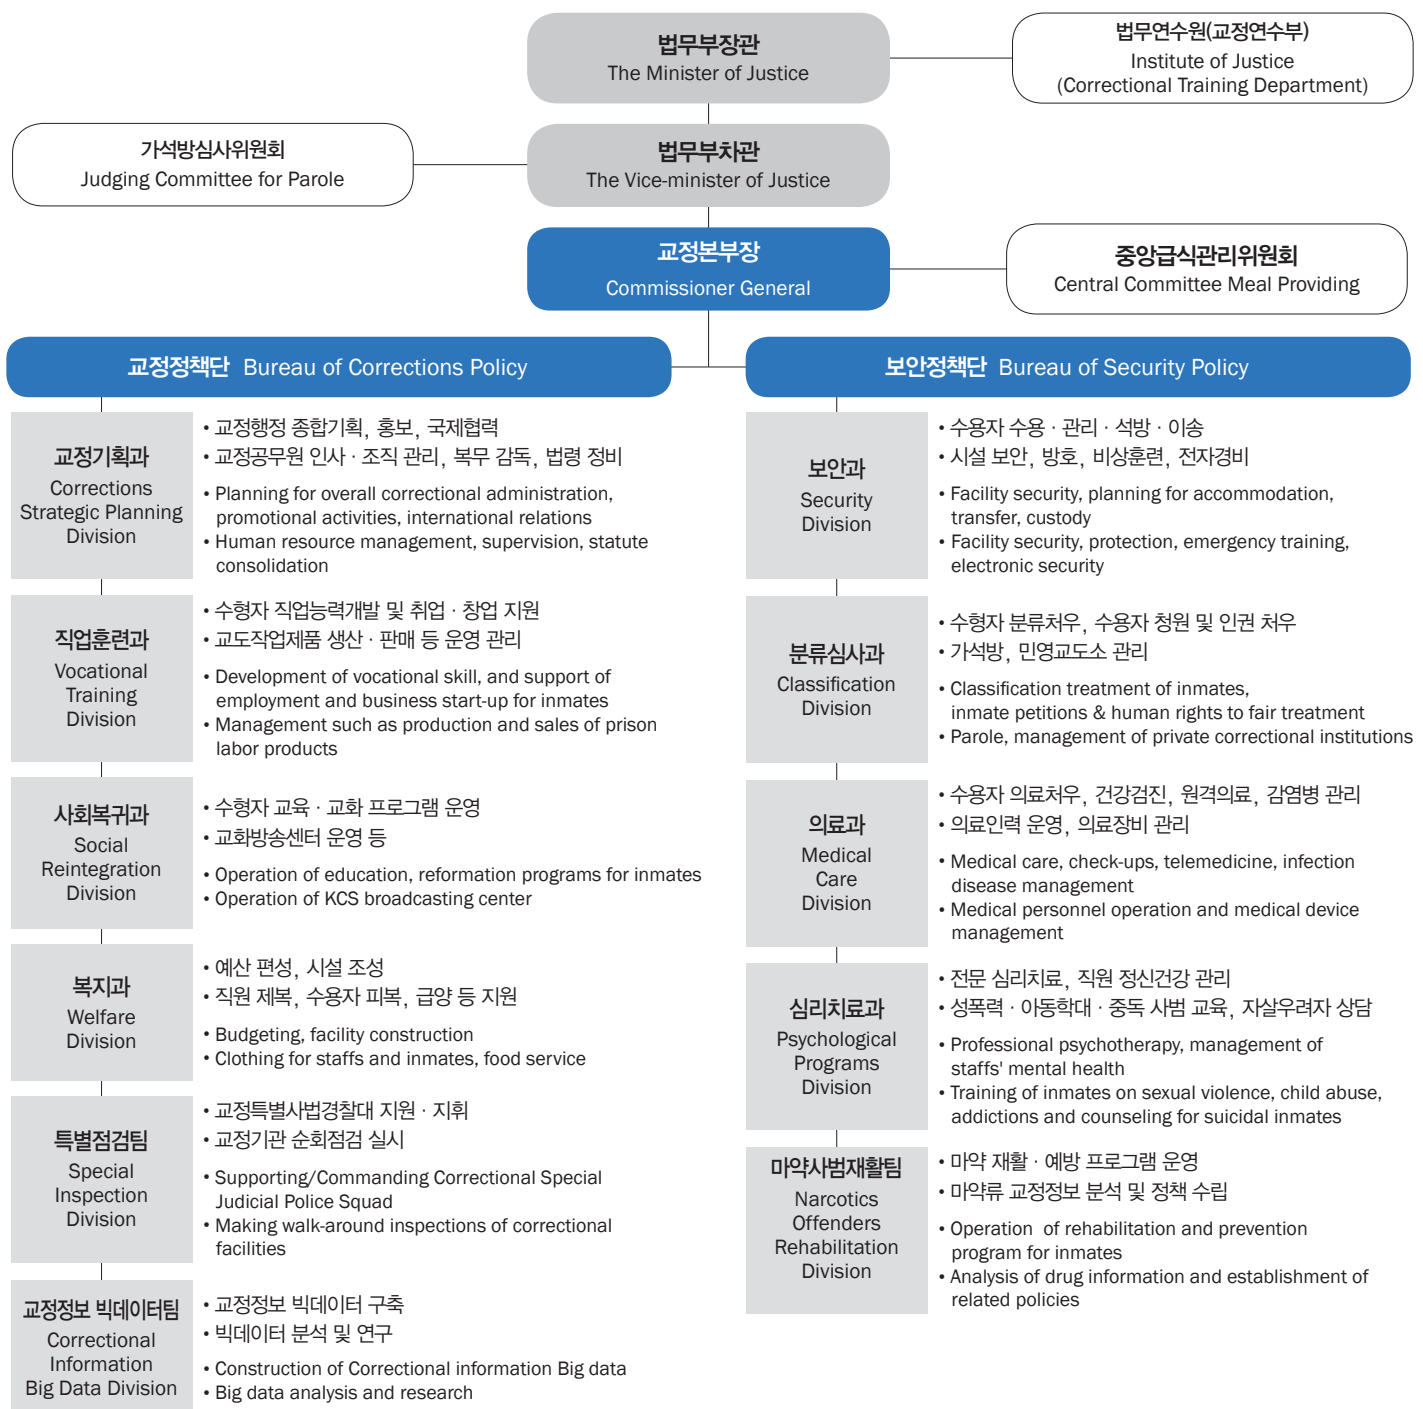 법무부장관
The Minister of Justice
법무연수원(교정연수부)
Institute of Justice
(Correctional Training Department)
가석방심사위원회
Judging Committee for Parole
법무부차관
The Vice-minister of Justice
교정본부장
Commissioner General
중앙급식관리위원회
Central Committee Meal Providing
교정정책단 Bureau of Corrections Policy
교정기획과
Corrections
Strategic Planning
Division
• 교정행정 종합기획, 홍보, 국제협력
• 교정공무원 인사 · 조직 관리, 복무 감독, 법령 정비
• Planning for overall correctional administration,
promotional activities, international relations
• Human resource management, supervision, statute
consolidation
직업훈련과
Vocational
Training
Division
• 수형자 직업능력개발 및 취업 · 창업 지원
• 교도작업제품 생산 · 판매 등 운영 관리
• Development of vocational skill, and support of
employment and business start-up for inmates
• Management such as production and sales of prison
labor products
사회복귀과
Social
Reintegration
Division
• 수형자 교육 · 교화 프로그램 운영
• 교화방송센터 운영 등
• Operation of education, reformation programs for inmates
• Operation of KCS broadcasting center
복지과
Welfare
Division
• 예산 편성, 시설 조성
• 직원 제복, 수용자 피복, 급양 등 지원
• Budgeting, facility construction
• Clothing for staffs and inmates, food service
특별점검팀
Special
Inspection
Division
• 교정특별사법경찰대 지원 · 지휘
• 교정기관 순회점검 실시
• Supporting/Commanding Correctional Special
Judicial Police Squad
• Making walk-around inspections of correctional
facilities
교정정보 빅데이터팀
Correctional
Information
Big Data Division
• 교정정보 빅데이터 구축
• 빅데이터 분석 및 연구
• Construction of Correctional information Big data
• Big data analysis and research
보안정책단 Bureau of Security Policy
보안과
Security
Division
• 수용자 수용 · 관리 · 석방 · 이송
• 시설 보안, 방호, 비상훈련, 전자경비
• Facility security, planning for accommodation,
transfer, custody
• Facility security, protection, emergency training,
electronic security
분류심사과
Classification
Division
• 수형자 분류처우, 수용자 청원 및 인권 처우
• 가석방, 민영교도소 관리
• Classification treatment of inmates,
inmate petitions & human rights to fair treatment
• Parole, management of private correctional institutions
의료과
Medical
Care
Division
• 수용자 의료처우, 건강검진, 원격의료, 감염병 관리
• 의료인력 운영, 의료장비 관리
• Medical care, check-ups, telemedicine, infection
disease management
• Medical personnel operation and medical device
management
심리치료과
Psychological
Programs
Division
• 전문 심리치료, 직원 정신건강 관리
• 성폭력 · 아동학대 · 중독 사범 교육, 자살우려자 상담
• Professional psychotherapy, management of
staffs' mental health
• Training of inmates on sexual violence, child abuse,
addictions and counseling for suicidal inmates
마약사범재활팀
Narcotics
Offenders
Rehabilitation
Division
• 마약 재활 · 예방 프로그램 운영
• 마약류 교정정보 분석 및 정책 수립
• Operation of rehabilitation and prevention
program for inmates
• Analysis of drug information and establishment of
related policies